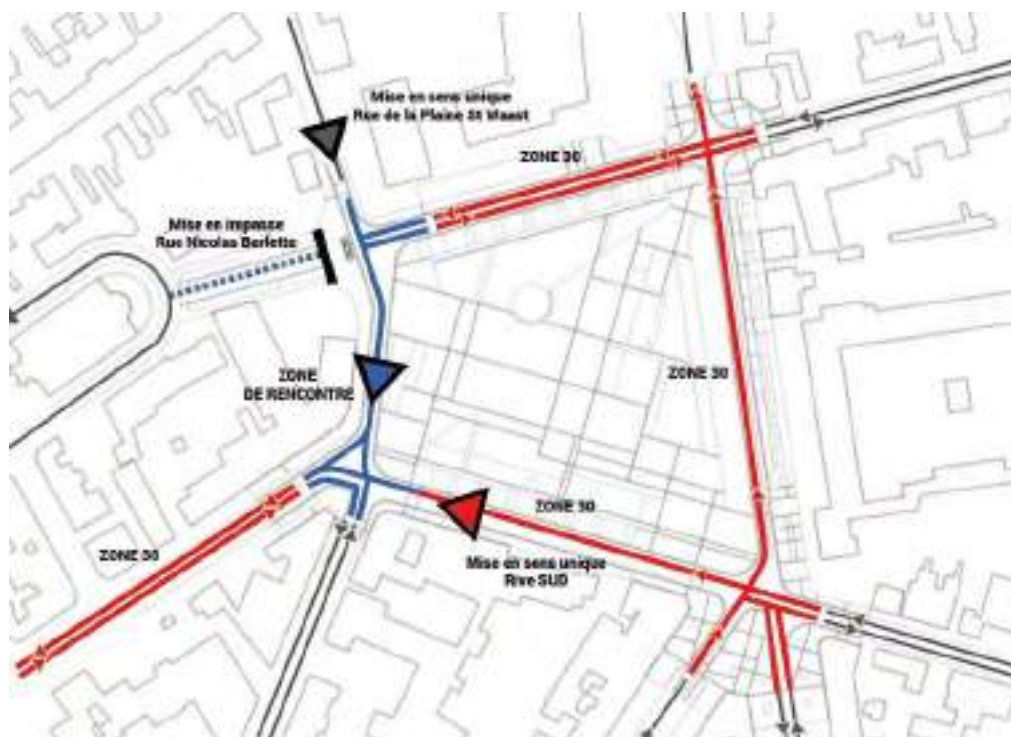 Mise en sens unique
Rue de la Plaine St Waast
ZONE 30
Mise en impasse
Rue Nicolas Berlette
ZONE
DE RENCONTRE
ZONE 30
ZONE 30
ZONE 30
Mise en sens unique
Rive SUD